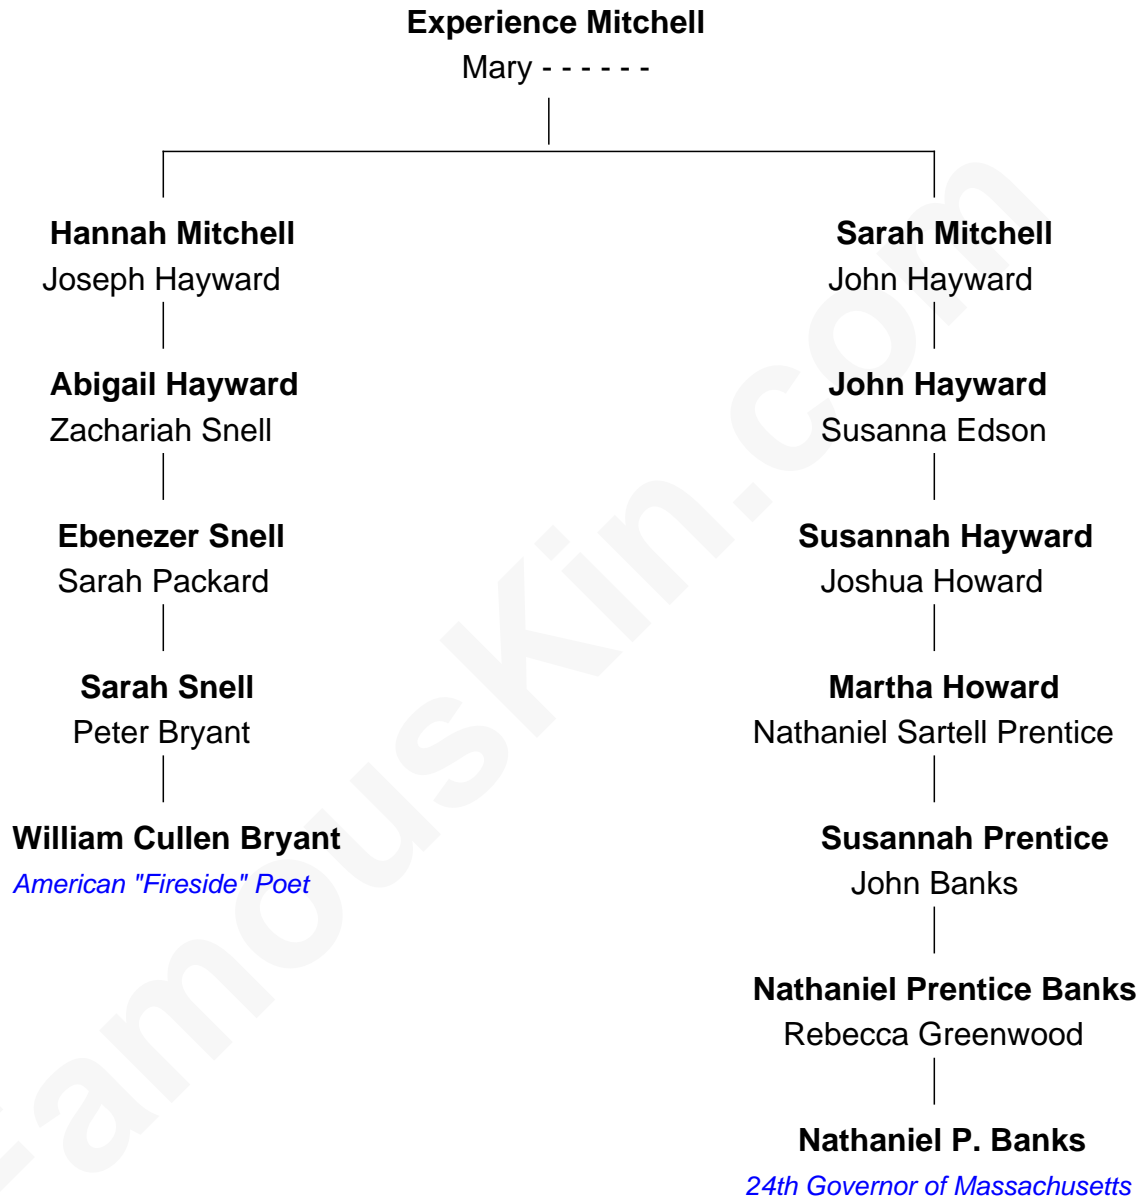 Experience Mitchell
Mary - - - - - -
Hannah Mitchell
Joseph Hayward
Abigail Hayward
Zachariah Snell
Ebenezer Snell
Sarah Packard
Sarah Snell
Peter Bryant
William Cullen Bryant
American "Fireside" Poet
Sarah Mitchell
John Hayward
John Hayward
Susanna Edson
Susannah Hayward
Joshua Howard
Martha Howard
Nathaniel Sartell Prentice
Susannah Prentice
John Banks
Nathaniel Prentice Banks
Rebecca Greenwood
Nathaniel P. Banks
24th Governor of Massachusetts
FamousKin.com